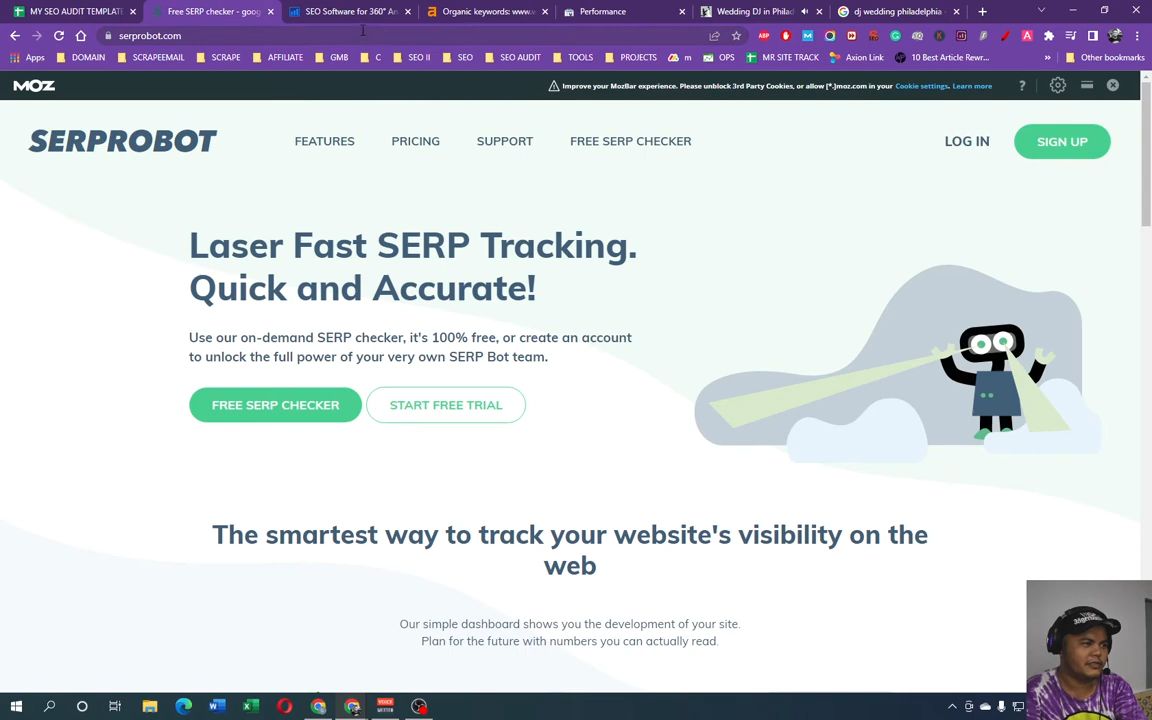 MY SEO AUDIT TEMPLATE
Free SERP checker - goog
SEO Software for 360° An
Organic keywords: www.
Performance
Wedding DJ in Philad
dj wedding philadelphia -
serprobot.com
Apps
DOMAIN
SCRAPEEMAIL
SCRAPE
AFFILIATE
GMB
C
SEO II
SEO
SEO AUDIT
TOOLS
PROJECTS
m
OPS
MR SITE TRACK
Axion Link
10 Best Article Rewr...
Other bookmarks
MOZ
Improve your MozBar experience. Please unblock 3rd Party Cookies, or allow [*.]moz.com in your Cookie settings. Learn more
SERPROBOT
FEATURES
PRICING
SUPPORT
FREE SERP CHECKER
LOG IN
SIGN UP
Laser Fast SERP Tracking.
Quick and Accurate!
Use our on-demand SERP checker, it's 100% free, or create an account
to unlock the full power of your very own SERP Bot team.
FREE SERP CHECKER
START FREE TRIAL
The smartest way to track your website's visibility on the
web
Our simple dashboard shows you the development of your site.
Plan for the future with numbers you can actually read.